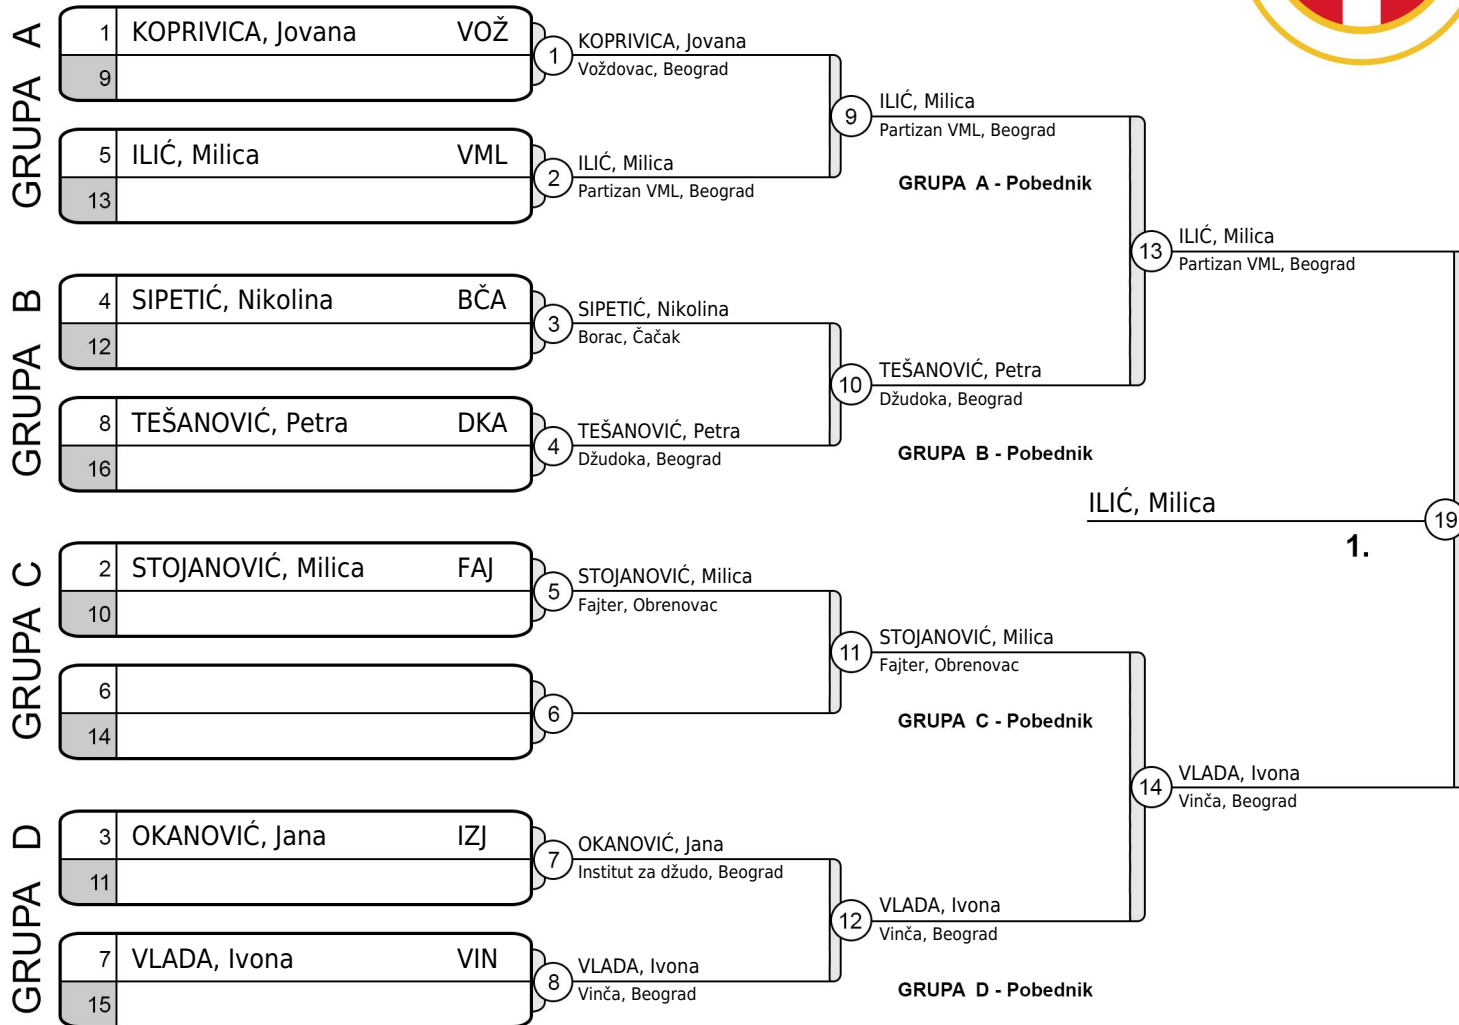 GRUPA A
1 KOPRIVICA, Jovana VOŽ
9
1
KOPRIVICA, Jovana
Voždovac, Beograd
5 ILIĆ, Milica VML
13
2
ILIĆ, Milica
Partizan VML, Beograd
9
ILIĆ, Milica
Partizan VML, Beograd
GRUPA A - Pobednik
GRUPA B
4 SIPETIĆ, Nikolina BČA
12
3
SIPETIĆ, Nikolina
Borac, Čačak
8 TEŠANOVIĆ, Petra DKA
16
4
TEŠANOVIĆ, Petra
Džudoka, Beograd
10
TEŠANOVIĆ, Petra
Džudoka, Beograd
GRUPA B - Pobednik
13
ILIĆ, Milica
Partizan VML, Beograd
GRUPA C
2 STOJANOVIĆ, Milica FAJ
10
5
STOJANOVIĆ, Milica
Fajter, Obrenovac
6
14
6
11
STOJANOVIĆ, Milica
Fajter, Obrenovac
GRUPA C - Pobednik
GRUPA D
3 OKANOVIĆ, Jana IZJ
11
7
OKANOVIĆ, Jana
Institut za džudo, Beograd
7 VLADA, Ivona VIN
15
8
VLADA, Ivona
Vinča, Beograd
12
VLADA, Ivona
Vinča, Beograd
GRUPA D - Pobednik
14
VLADA, Ivona
Vinča, Beograd
ILIĆ, Milica
19
1.